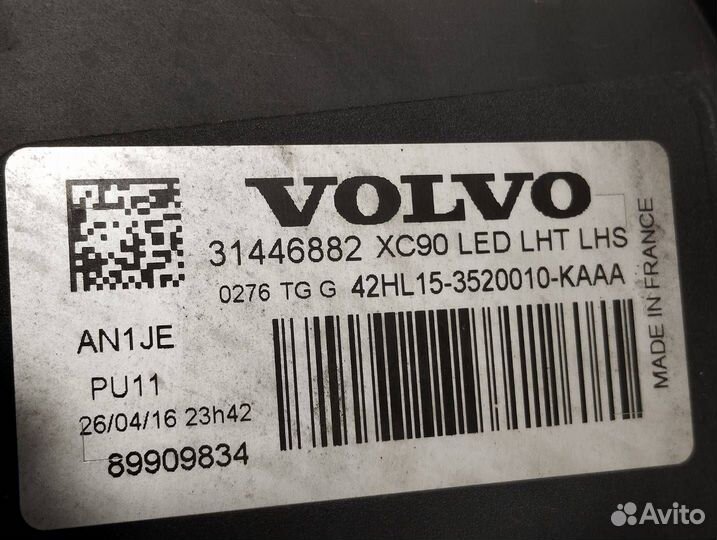 VOLVO
31446882 XC90 LED LHT LHS
0276 TG G 42HL15-3520010-KAAA
AN1JE
PU11
26/04/16 23h42
89909834
MADE IN FRANCE
Avito